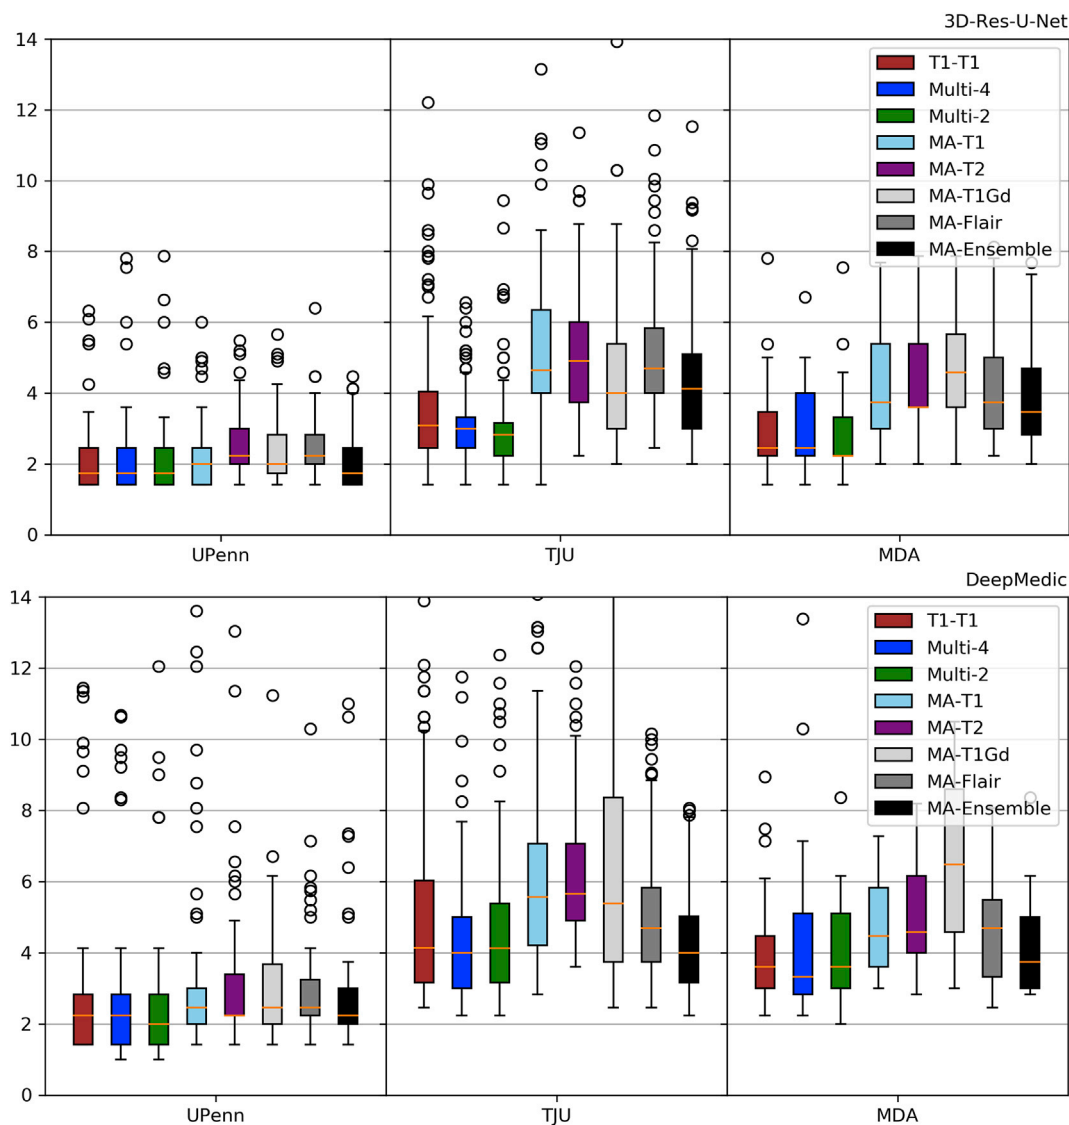 3D-Res-U-Net
14
12
10
8
6
4
2
0
T1-T1
Multi-4
Multi-2
MA-T1
MA-T2
MA-T1Gd
MA-Flair
MA-Ensemble
UPenn
TJU
MDA
DeepMedic
14
12
10
8
6
4
2
0
T1-T1
Multi-4
Multi-2
MA-T1
MA-T2
MA-T1Gd
MA-Flair
MA-Ensemble
UPenn
TJU
MDA